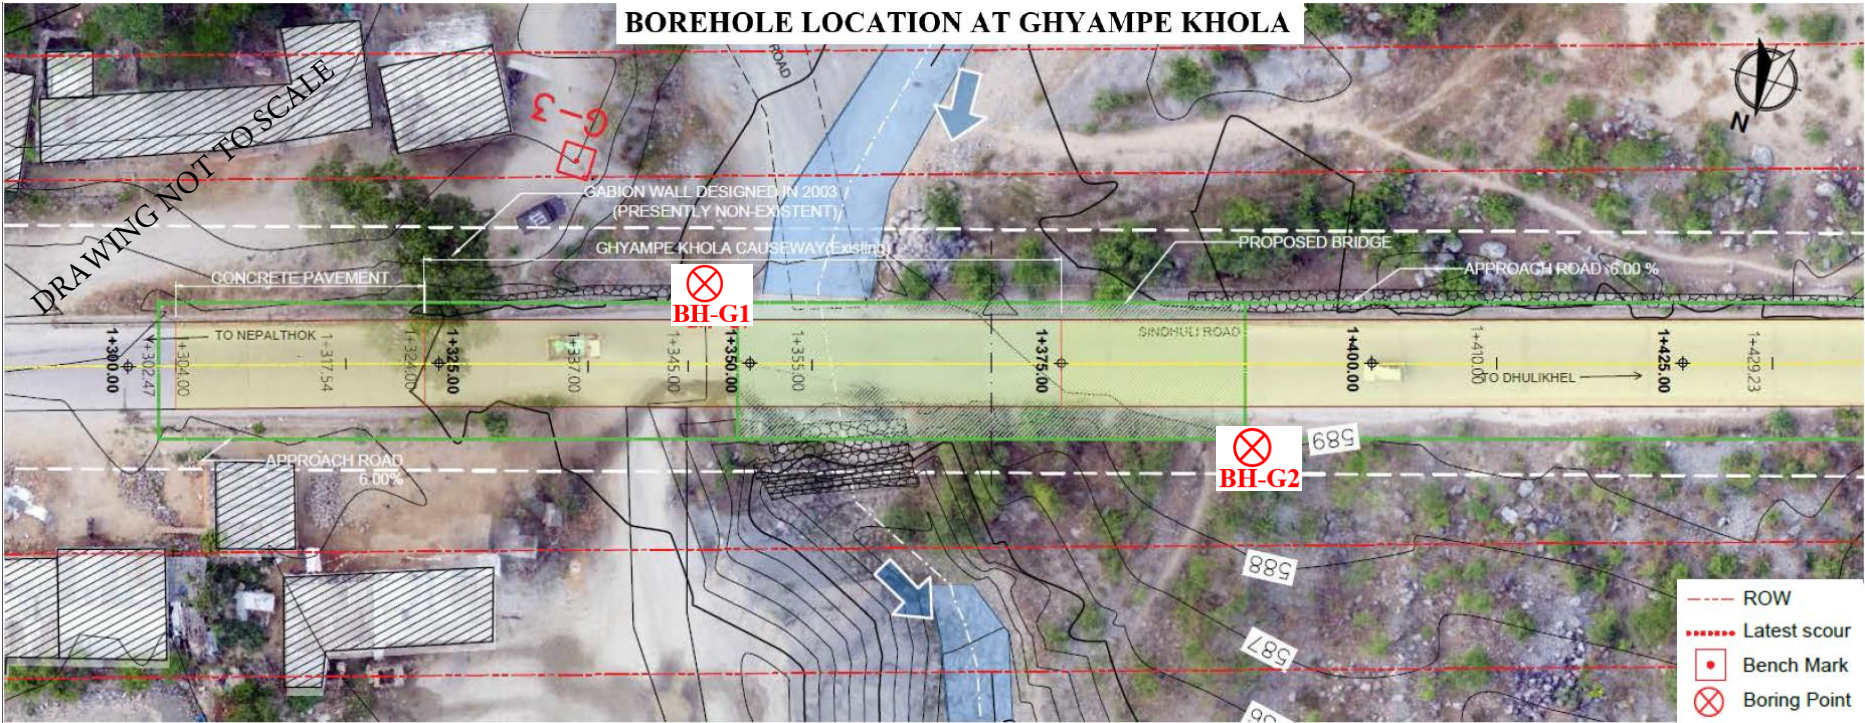 BOREHOLE LOCATION AT GHYAMPE KHOLA
DRAWING NOT TO SCALE
ROAD
G-3
N
GABION WALL DESIGNED IN 2003
(PRESENTLY NON-EXISTENT)
GHYAMPE KHOLA CAUSEWAY(Existing)
CONCRETE PAVEMENT
PROPOSED BRIDGE
APPROACH ROAD 6.00 %
BH-G1
TO NEPALTHOK
SINDHULI ROAD
1+300.00
1+302.47
1+304.00
1+317.54
1+324.00
1+325.00
1+337.00
1+345.00
1+350.00
1+355.00
1+375.00
1+400.00
1+410.00
TO DHULIKHEL
1+425.00
1+429.23
APPROACH ROAD
6.00%
BH-G2
589
588
587
ROW
Latest scour
Bench Mark
Boring Point